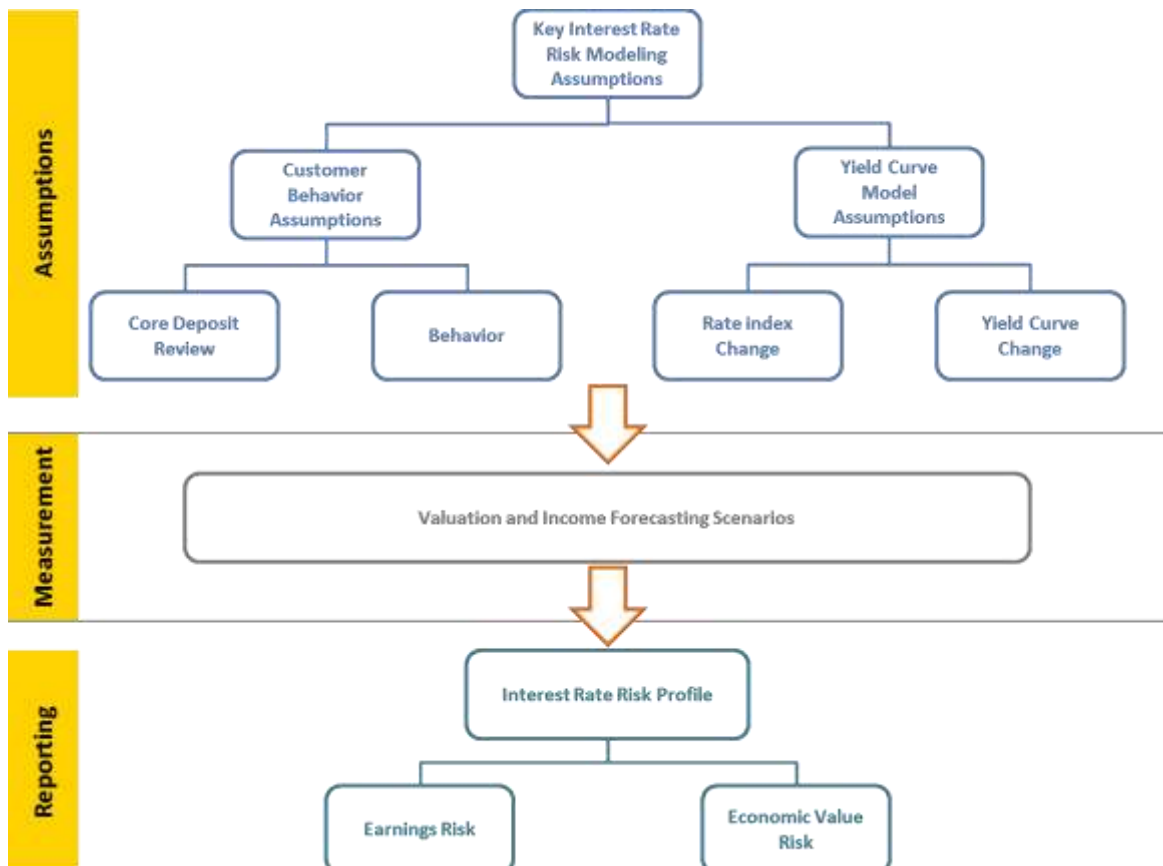 Assumptions
Key Interest Rate
Risk Modeling
Assumptions
Customer
Behavior
Assumptions
Yield Curve
Model
Assumptions
Core Deposit
Review
Behavior
Rate index
Change
Yield Curve
Change
Measurement
Valuation and Income Forecasting Scenarios
Reporting
Interest Rate Risk Profile
Earnings Risk
Economic Value
Risk